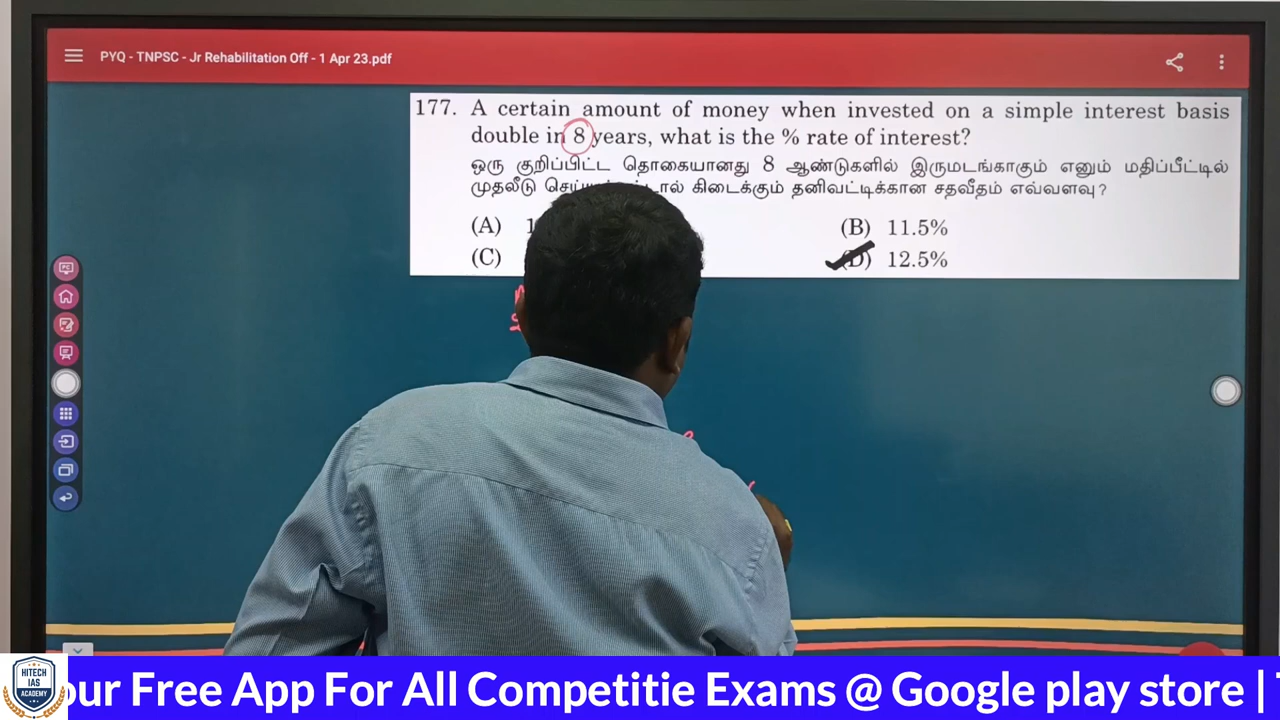 PYQ - TNPSC - Jr Rehabilitation Off - 1 Apr 23.pdf
177. A certain amount of money when invested on a simple interest basis
double in 8 years, what is the % rate of interest?
ஒரு குறிப்பிட்ட தொகையானது 8 ஆண்டுகளில் இருமடங்காகும் எனும் மதிப்பீட்டில்
முதலீடு கிடைக்கும் தனிவட்டிக்கான சதவீதம் எவ்வளவு?
(A) (B) 11.5%
(C) (D) 12.5%
HITECH
IAS
ACADEMY
our Free App For All Competitie Exams @ Google play store |